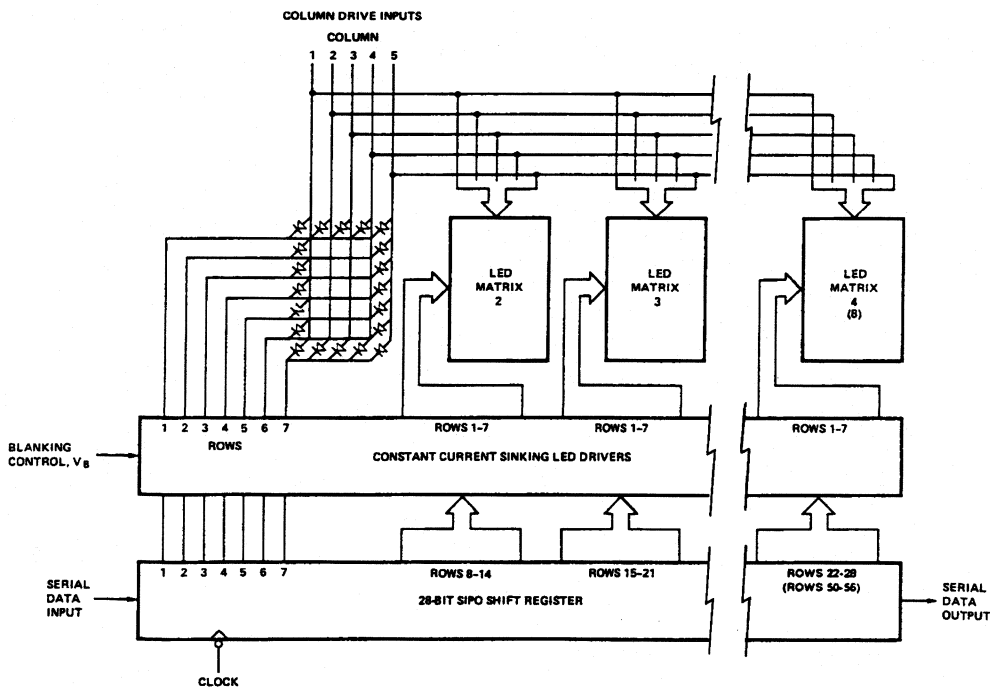 COLUMN DRIVE INPUTS
COLUMN
1 2 3 4 5
LED
MATRIX
2
LED
MATRIX
3
LED
MATRIX
4
(8)
1 2 3 4 5 6 7
ROWS
ROWS 1-7
ROWS 1-7
ROWS 1-7
BLANKING
CONTROL, VB
CONSTANT CURRENT SINKING LED DRIVERS
1 2 3 4 5 6 7
ROWS 8-14
ROWS 15-21
ROWS 22-28
(ROWS 50-56)
SERIAL
DATA
INPUT
28-BIT SIPO SHIFT REGISTER
SERIAL
DATA
OUTPUT
CLOCK